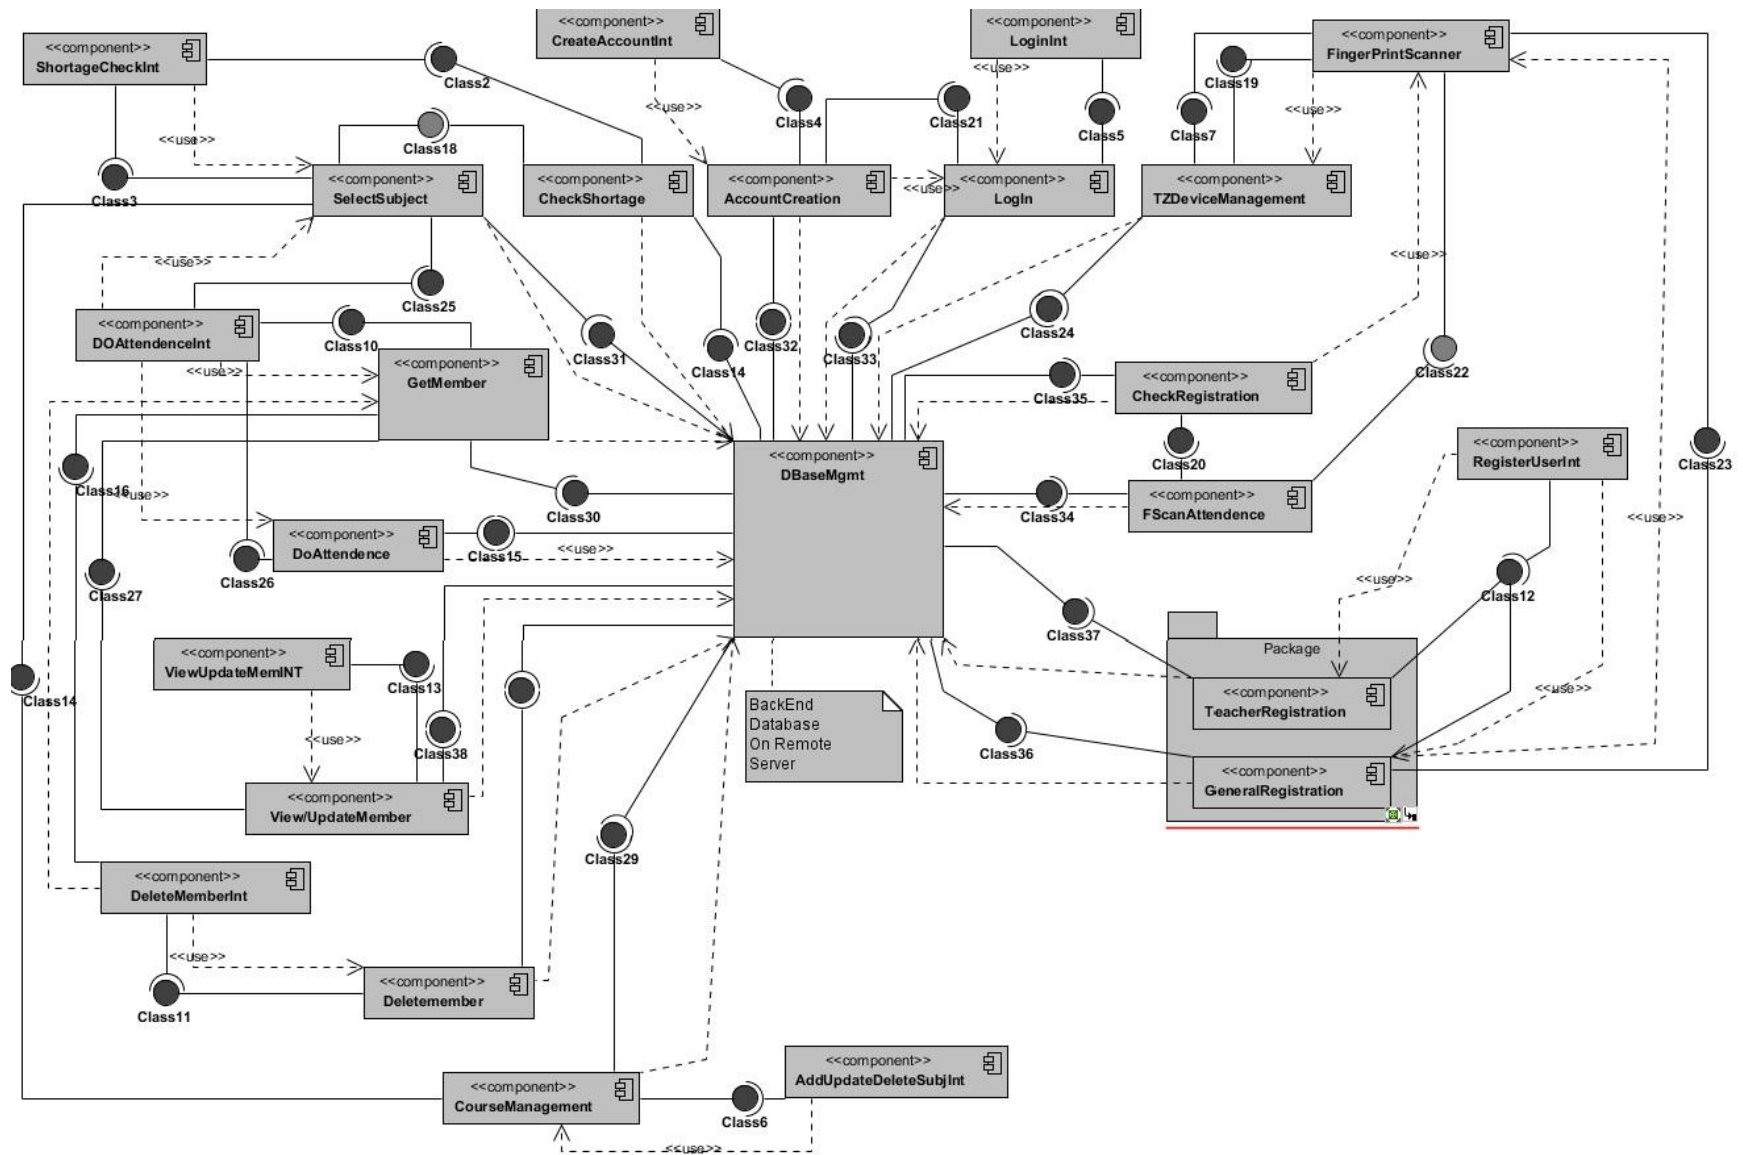 <<component>>
CreateAccountInt
<<component>>
LoginInt
<<component>>
FingerPrintScanner
<<component>>
ShortageCheckInt
Class2
<<use>>
Class19
<<use>>
Class4
Class21
Class5
Class7
<<use>>
<<use>>
Class18
<<component>>
SelectSubject
<<component>>
CheckShortage
<<component>>
AccountCreation
<<use>>
<<component>>
LogIn
<<component>>
TZDeviceManagement
Class3
<<use>>
<<use>>
Class25
<<component>>
DOAttendenceInt
Class10
Class31
Class14
Class32
Class33
Class24
Class22
<<use>>
<<component>>
GetMember
<<component>>
CheckRegistration
Class35
<<component>>
DBaseMgmt
Class20
<<component>>
RegisterUserInt
Class23
Class16
<<use>>
Class30
Class34
<<component>>
FScanAttendence
<<use>>
<<component>>
DoAttendence
Class15
<<use>>
Class26
Class27
<<use>>
Class12
Class37
<<component>>
ViewUpdateMemINT
Class13
Class14
Package
<<component>>
TeacherRegistration
<<use>>
BackEnd
Database
On Remote
Server
<<use>>
Class38
Class36
<<component>>
GeneralRegistration
<<component>>
View/UpdateMember
Class29
<<component>>
DeleteMemberInt
<<use>>
<<component>>
Deletemember
Class11
<<component>>
CourseManagement
<<component>>
AddUpdateDeleteSubjInt
Class6
<<use>>